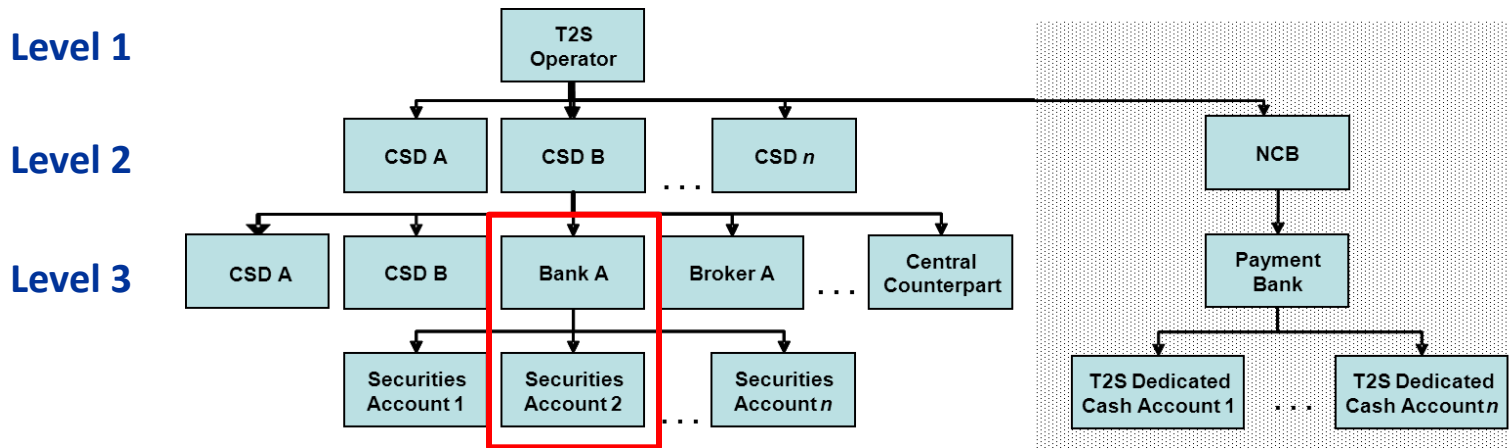 Level 1
T2S
Operator
Level 2
CSD A
CSD B
. . .
CSD n
NCB
Level 3
CSD A
CSD B
Bank A
Broker A
. . .
Central
Counterpart
Payment
Bank
Securities
Account 1
Securities
Account 2
. . .
Securities
Account n
T2S Dedicated
Cash Account 1
. . .
T2S Dedicated
Cash Account n